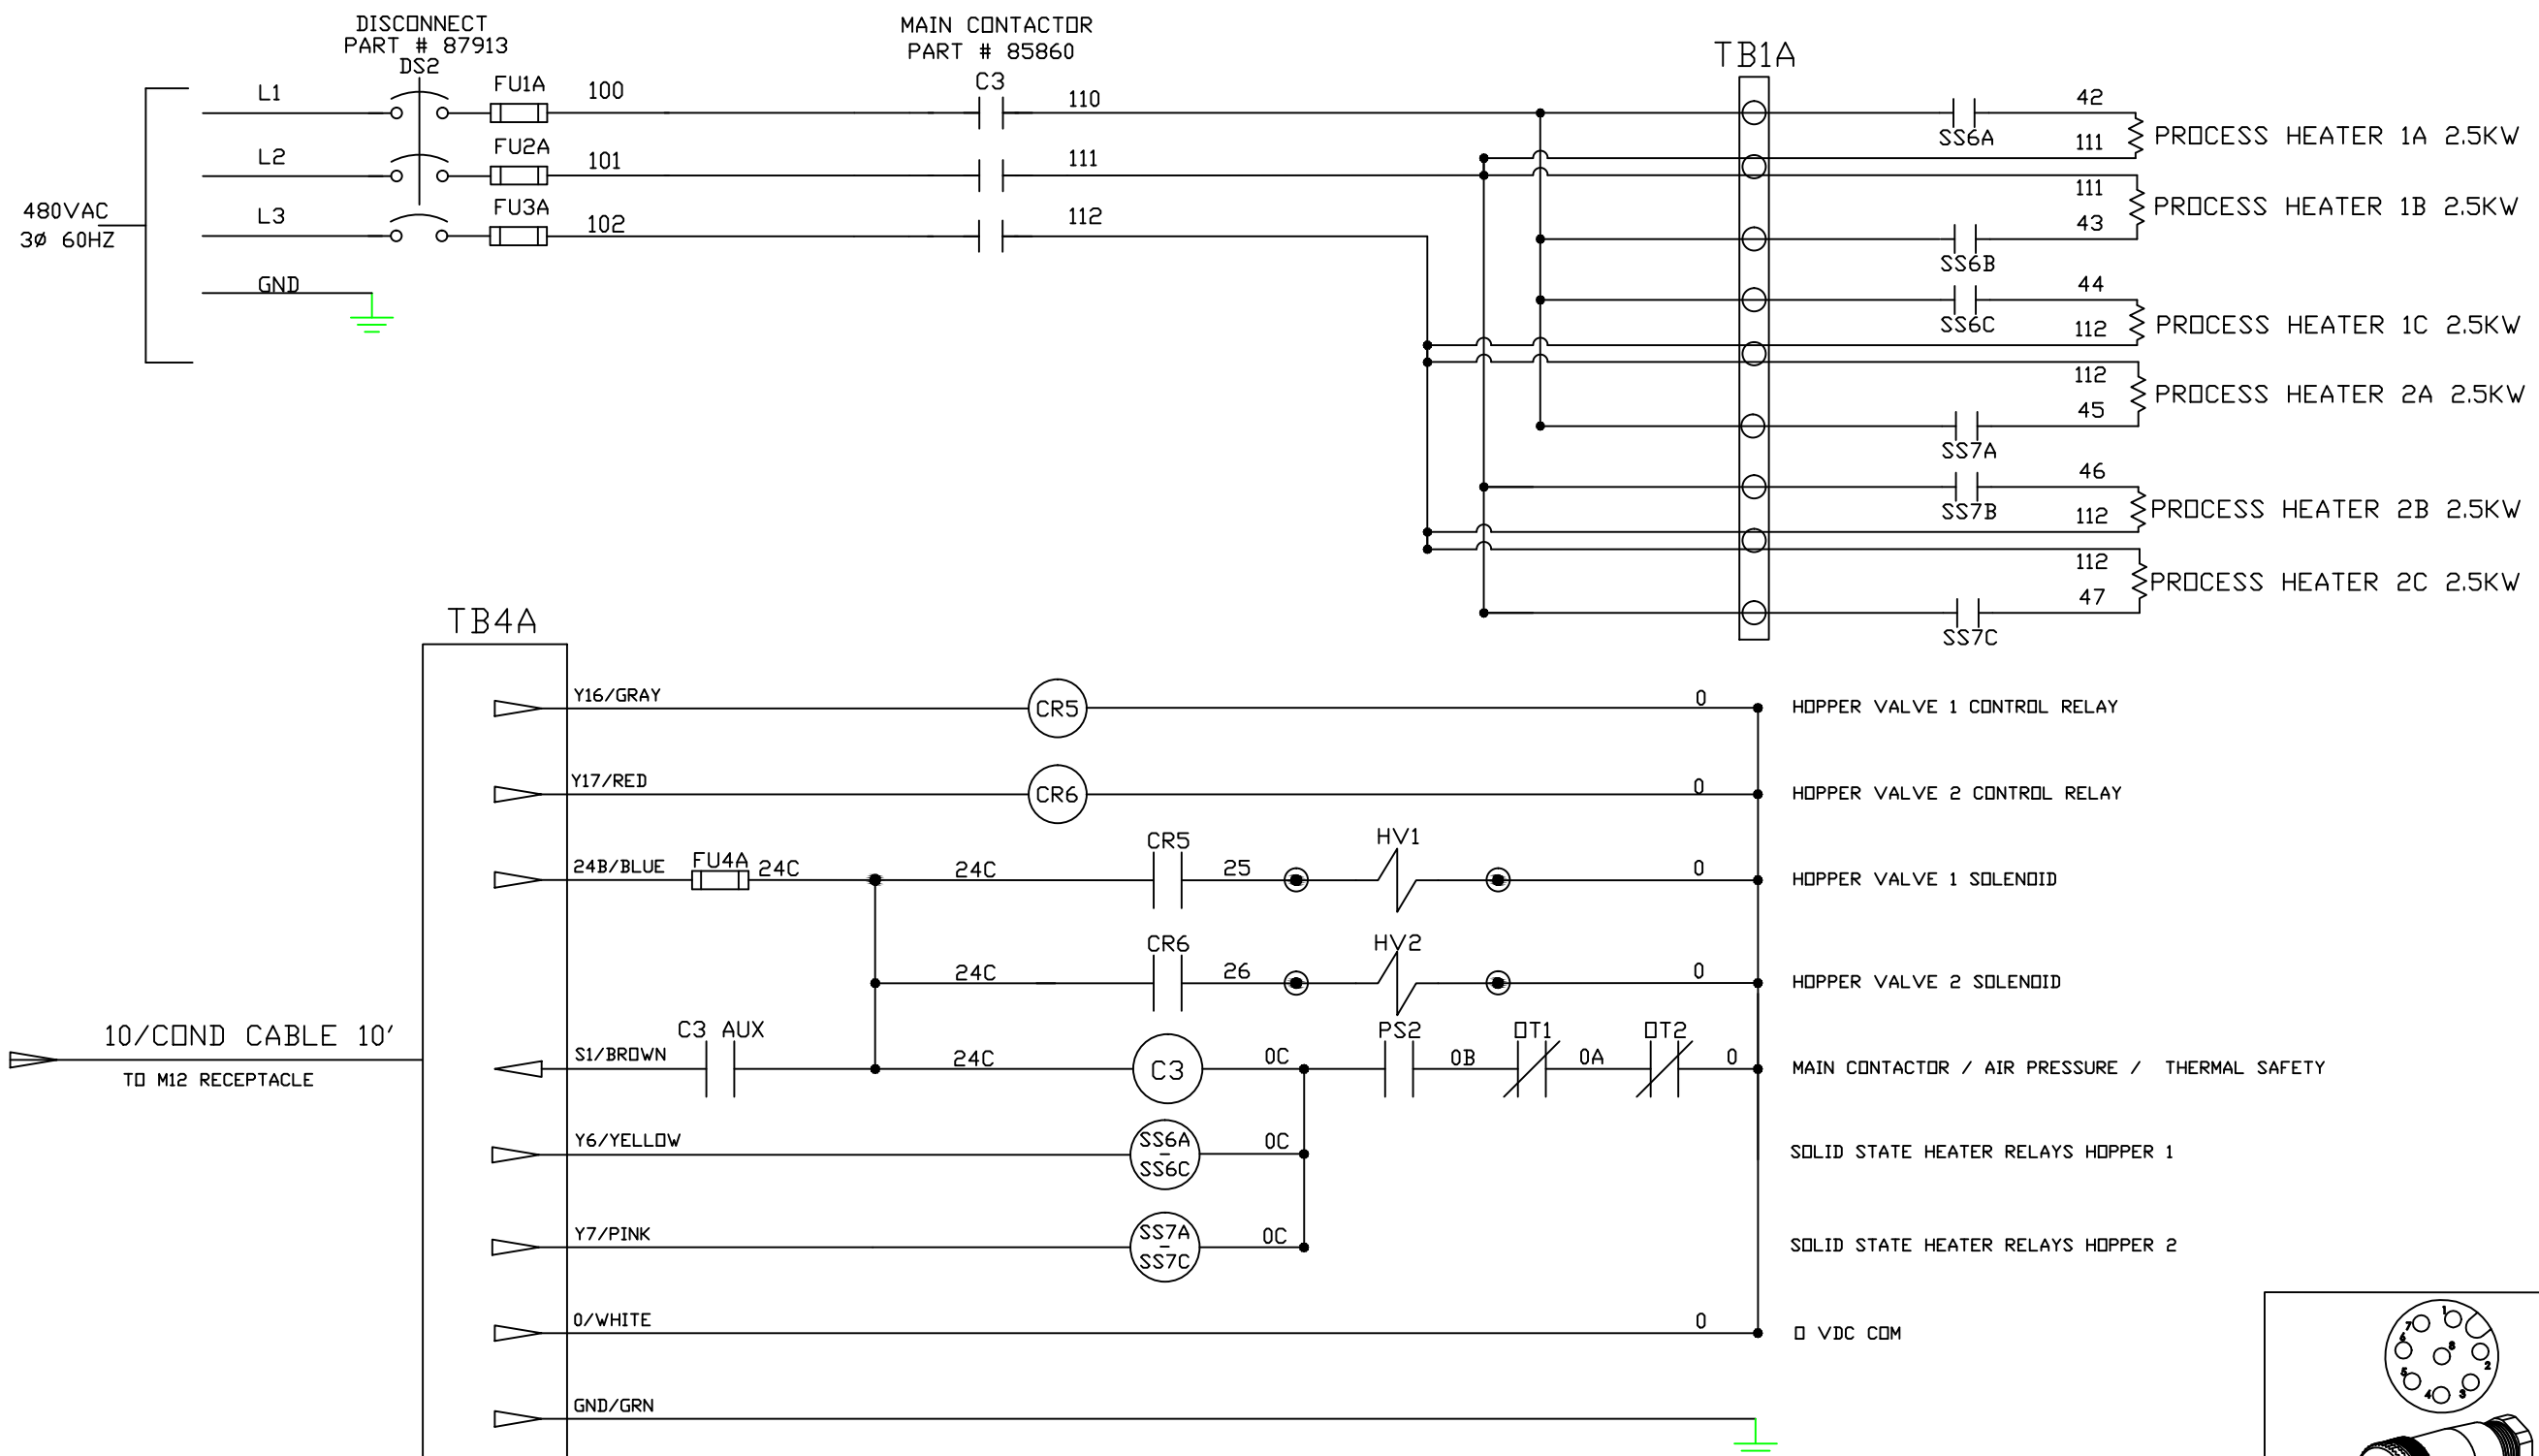 DISCONNECT
PART # 87913
DS2
MAIN CONTACTOR
PART # 85860
C3
TB1A
L1
FU1A
100
110
42
SS6A
111
PROCESS HEATER 1A 2.5KW
L2
FU2A
101
111
111
PROCESS HEATER 1B 2.5KW
43
SS6B
480VAC
3Ø 60HZ
L3
FU3A
102
112
GND
44
SS6C
112
PROCESS HEATER 1C 2.5KW
112
PROCESS HEATER 2A 2.5KW
45
SS7A
46
SS7B
112
PROCESS HEATER 2B 2.5KW
112
PROCESS HEATER 2C 2.5KW
47
SS7C
TB4A
Y16/GRAY
CR5
0
HOPPER VALVE 1 CONTROL RELAY
Y17/RED
CR6
0
HOPPER VALVE 2 CONTROL RELAY
24B/BLUE
FU4A
24C
24C
CR5
25
HV1
0
HOPPER VALVE 1 SOLENOID
24C
CR6
26
HV2
0
HOPPER VALVE 2 SOLENOID
10/COND CABLE 10'
TO M12 RECEPTACLE
S1/BROWN
C3 AUX
24C
C3
0C
PS2
0B
OT1
0A
OT2
0
MAIN CONTACTOR / AIR PRESSURE / THERMAL SAFETY
Y6/YELLOW
SS6A
-
SS6C
0C
SOLID STATE HEATER RELAYS HOPPER 1
Y7/PINK
SS7A
-
SS7C
0C
SOLID STATE HEATER RELAYS HOPPER 2
0/WHITE
0
0 VDC COM
GND/GRN
1
7
6
8
2
5
4
3